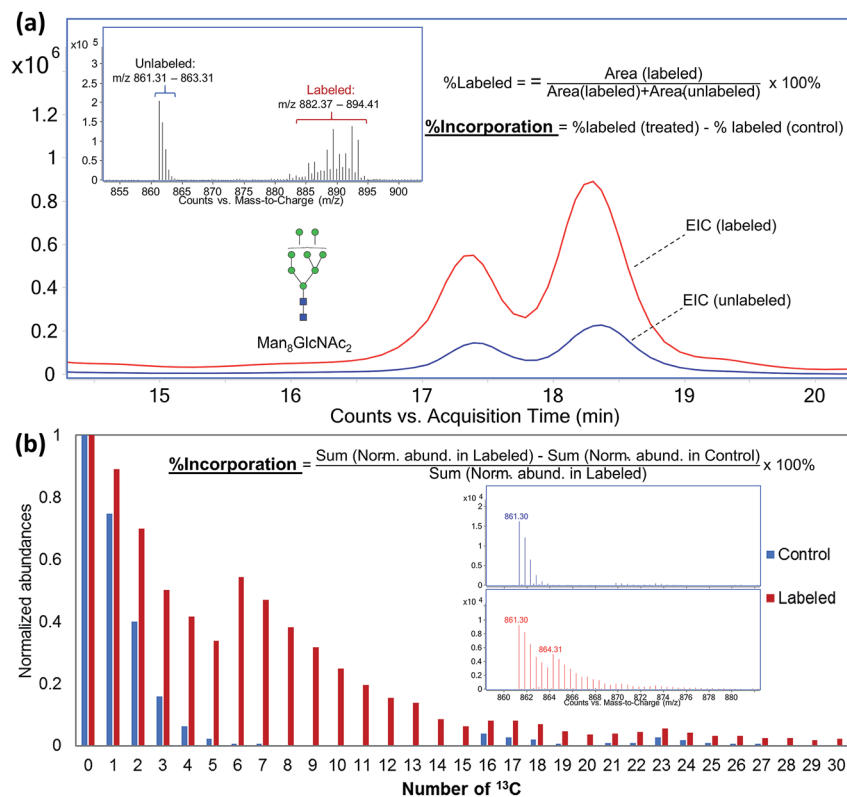 (a)
x10⁶
1.2
1
0.8
0.6
0.4
0.2
0
x10 ⁵
3
2.5
2
1.5
1
0.5
0
Unlabeled:
m/z 861.31 – 863.31
Labeled:
m/z 882.37 – 894.41
855 860 865 870 875 880 885 890 895 900
Counts vs. Mass-to-Charge (m/z)
%Labeled = = Area (labeled) / Area(labeled)+Area(unlabeled) x 100%
%Incorporation = %labeled (treated) - % labeled (control)
EIC (labeled)
EIC (unlabeled)
Man₈GlcNAc₂
15 16 17 18 19 20
Counts vs. Acquisition Time (min)
(b)
Normalized abundances
1
0.8
0.6
0.4
0.2
0
%Incorporation = Sum (Norm. abund. in Labeled) - Sum (Norm. abund. in Control) / Sum (Norm. abund. in Labeled) x 100%
x10 ⁴
2
1.5
1
0.5
0
861.30
x10 ⁴
1
0.8
0.6
0.4
0.2
0
861.30
864.31
860 862 864 866 868 870 872 874 876 878 880
Counts vs. Mass-to-Charge (m/z)
Control
Labeled
0 1 2 3 4 5 6 7 8 9 10 11 12 13 14 15 16 17 18 19 20 21 22 23 24 25 26 27 28 29 30
Number of ¹³C